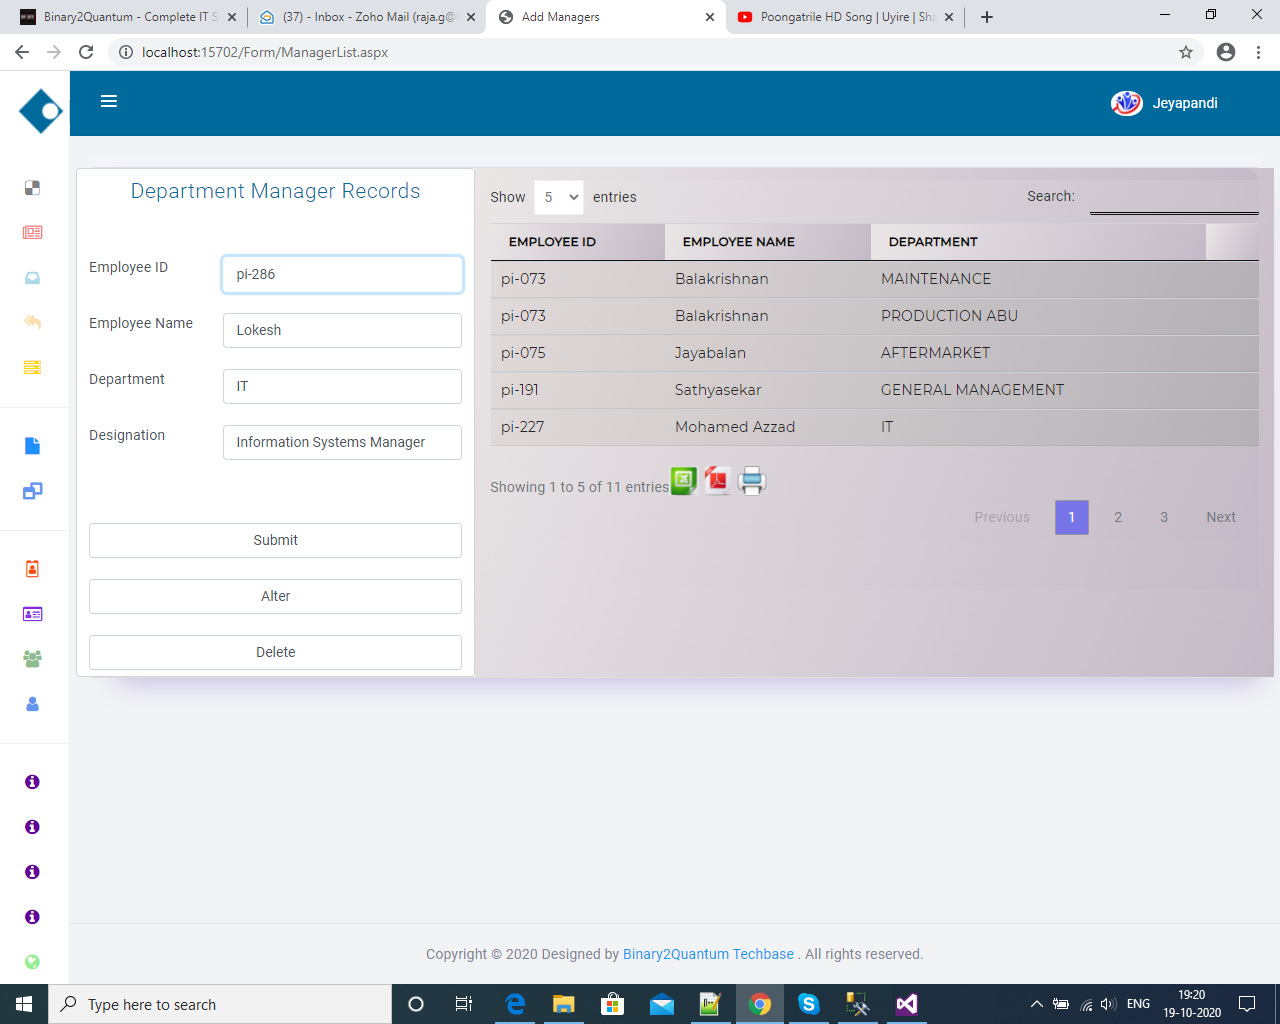 Binary2Quantum - Complete IT S
(37) - Inbox - Zoho Mail (raja.g@
Add Managers
Poongatrile HD Song | Uyire | Sha
localhost:15702/Form/ManagerList.aspx
Jeyapandi
Department Manager Records
Employee ID
pi-286
Employee Name
Lokesh
Department
IT
Designation
Information Systems Manager
Submit
Alter
Delete
Show 5 entries
Search:
EMPLOYEE ID EMPLOYEE NAME DEPARTMENT
pi-073 Balakrishnan MAINTENANCE
pi-073 Balakrishnan PRODUCTION ABU
pi-075 Jayabalan AFTERMARKET
pi-191 Sathyasekar GENERAL MANAGEMENT
pi-227 Mohamed Azzad IT
Showing 1 to 5 of 11 entries
Previous 1 2 3 Next
Copyright © 2020 Designed by Binary2Quantum Techbase . All rights reserved.
Type here to search
ENG
19:20
19-10-2020